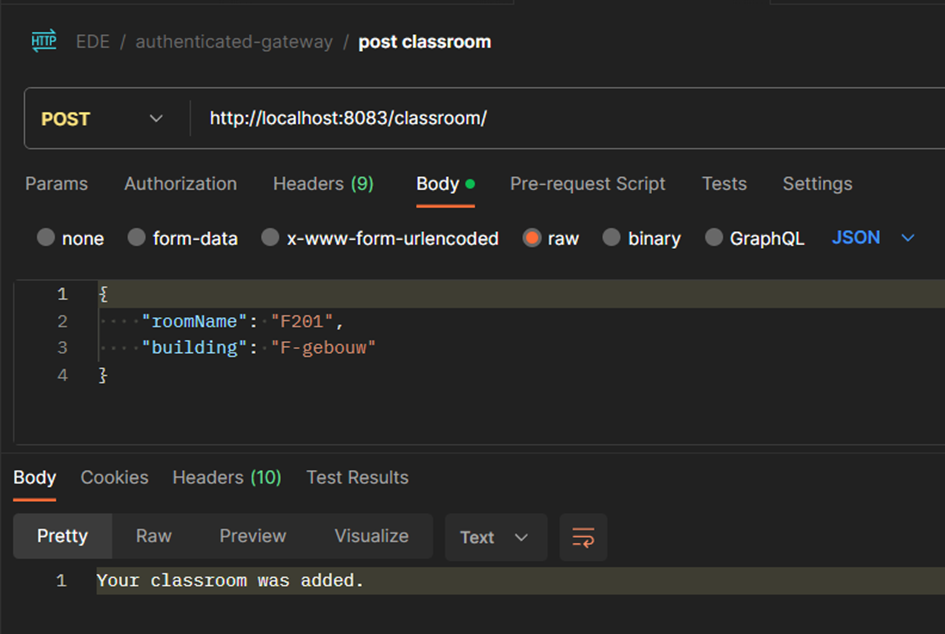 HTTP EDE / authenticated-gateway / post classroom
POST http://localhost:8083/classroom/
Params Authorization Headers (9) Body Pre-request Script Tests Settings
none form-data x-www-form-urlencoded raw binary GraphQL JSON
1 {
2 "roomName": "F201",
3 "building": "F-gebouw"
4 }
Body Cookies Headers (10) Test Results
Pretty Raw Preview Visualize Text
1 Your classroom was added.